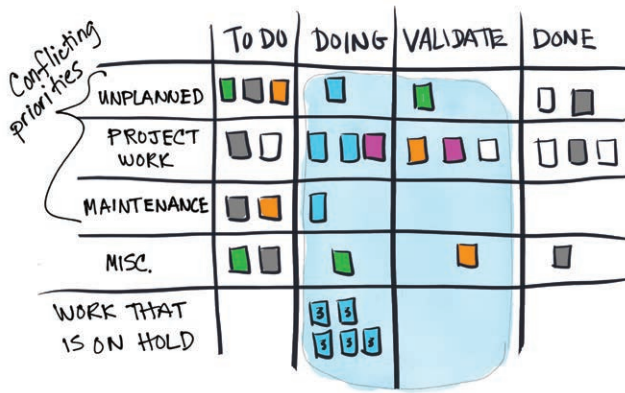 Conflicting
priorities
TO DO
DOING
VALIDATE
DONE
UNPLANNED
PROJECT
WORK
MAINTENANCE
MISC.
WORK THAT
IS ON HOLD